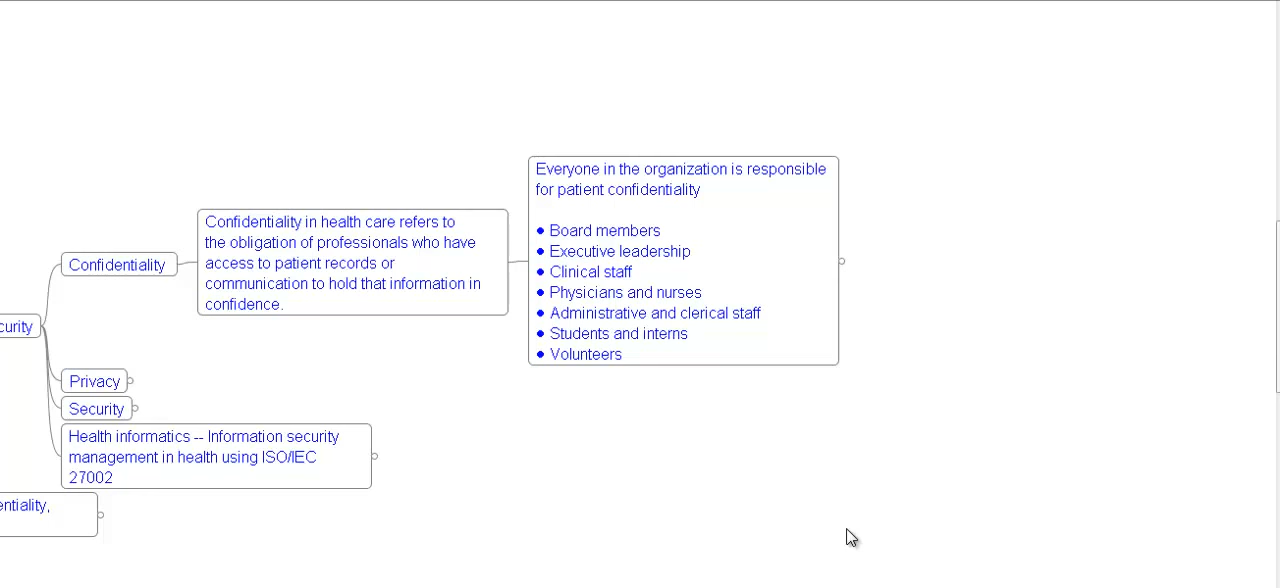 Everyone in the organization is responsible
for patient confidentiality
• Board members
• Executive leadership
• Clinical staff
• Physicians and nurses
• Administrative and clerical staff
• Students and interns
• Volunteers
Confidentiality in health care refers to
the obligation of professionals who have
access to patient records or
communication to hold that information in
confidence.
Confidentiality
curity
Privacy
Security
Health informatics -- Information security
management in health using ISO/IEC
27002
entiality,